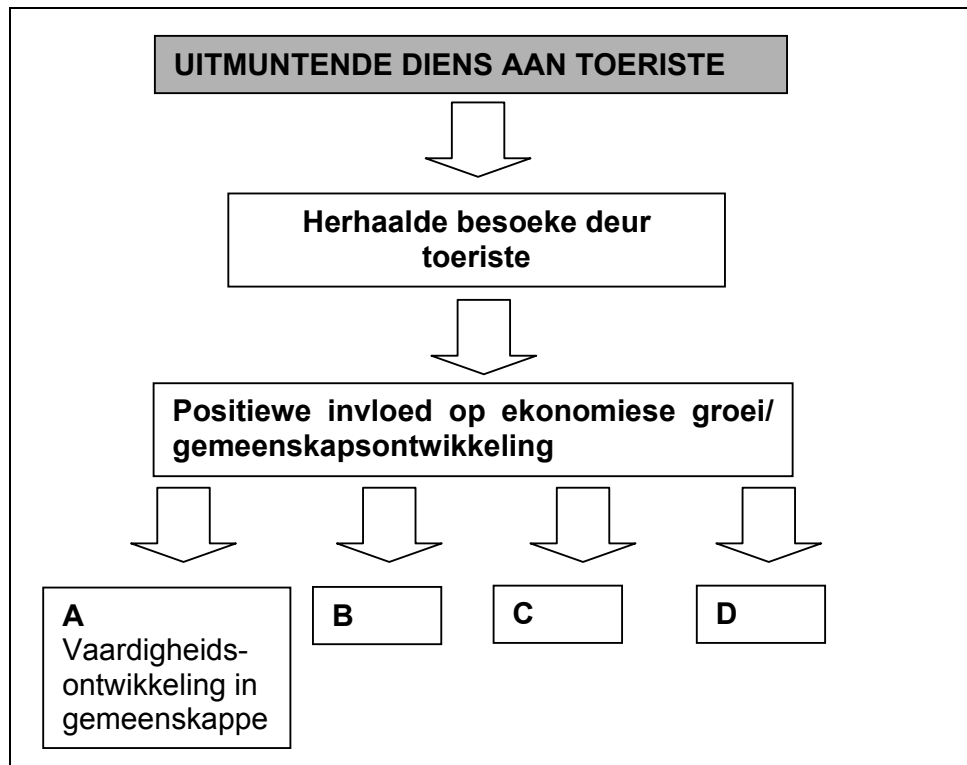 UITMUNTENDE DIENS AAN TOERISTE
Herhaalde besoeke deur
toeriste
Positiewe invloed op ekonomiese groei/
gemeenskapsontwikkeling
A
Vaardigheids-
ontwikkeling in
gemeenskappe
B
C
D